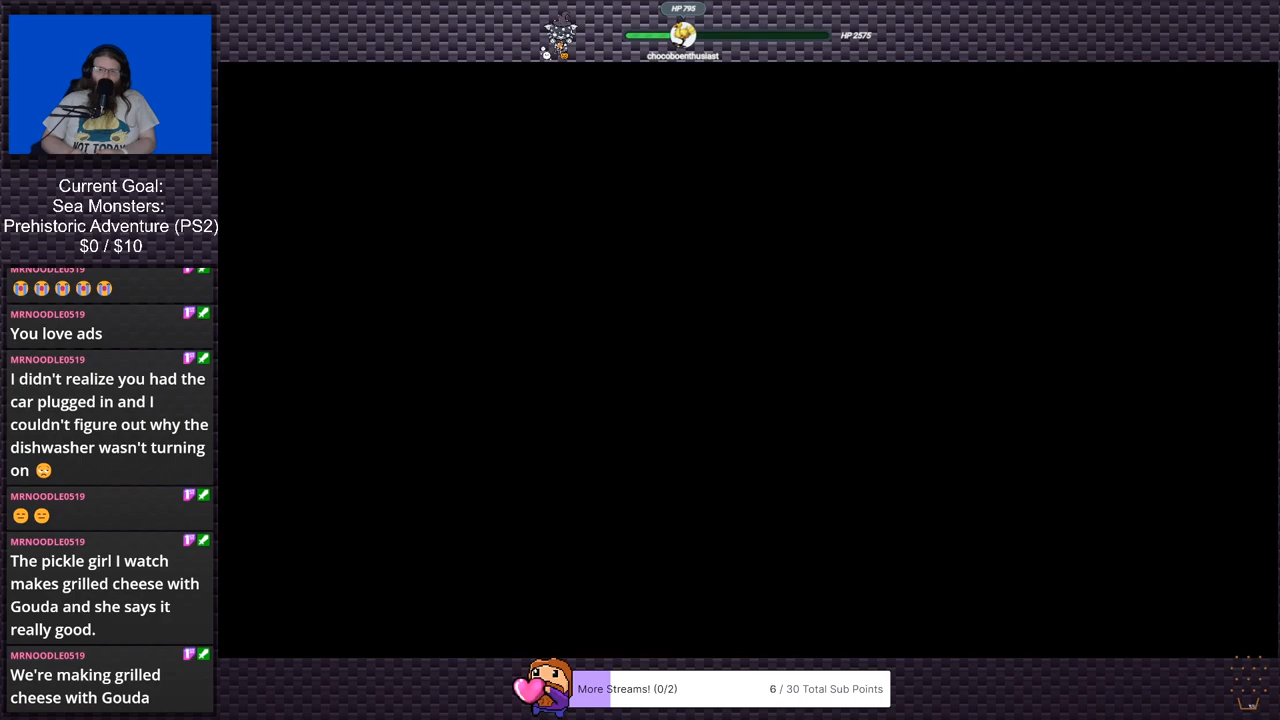 HP 795
HP 2575
chocoboenthusiast
NOT TODAY
Current Goal:
Sea Monsters:
Prehistoric Adventure (PS2)
$0 / $10
MRNOODLE0519
😭 😭 😭 😭 😭
MRNOODLE0519
You love ads
MRNOODLE0519
I didn't realize you had the
car plugged in and I
couldn't figure out why the
dishwasher wasn't turning
on 😠
MRNOODLE0519
😑 😑
MRNOODLE0519
The pickle girl I watch
makes grilled cheese with
Gouda and she says it
really good.
MRNOODLE0519
We're making grilled
cheese with Gouda
More Streams! (0/2)
6 / 30 Total Sub Points